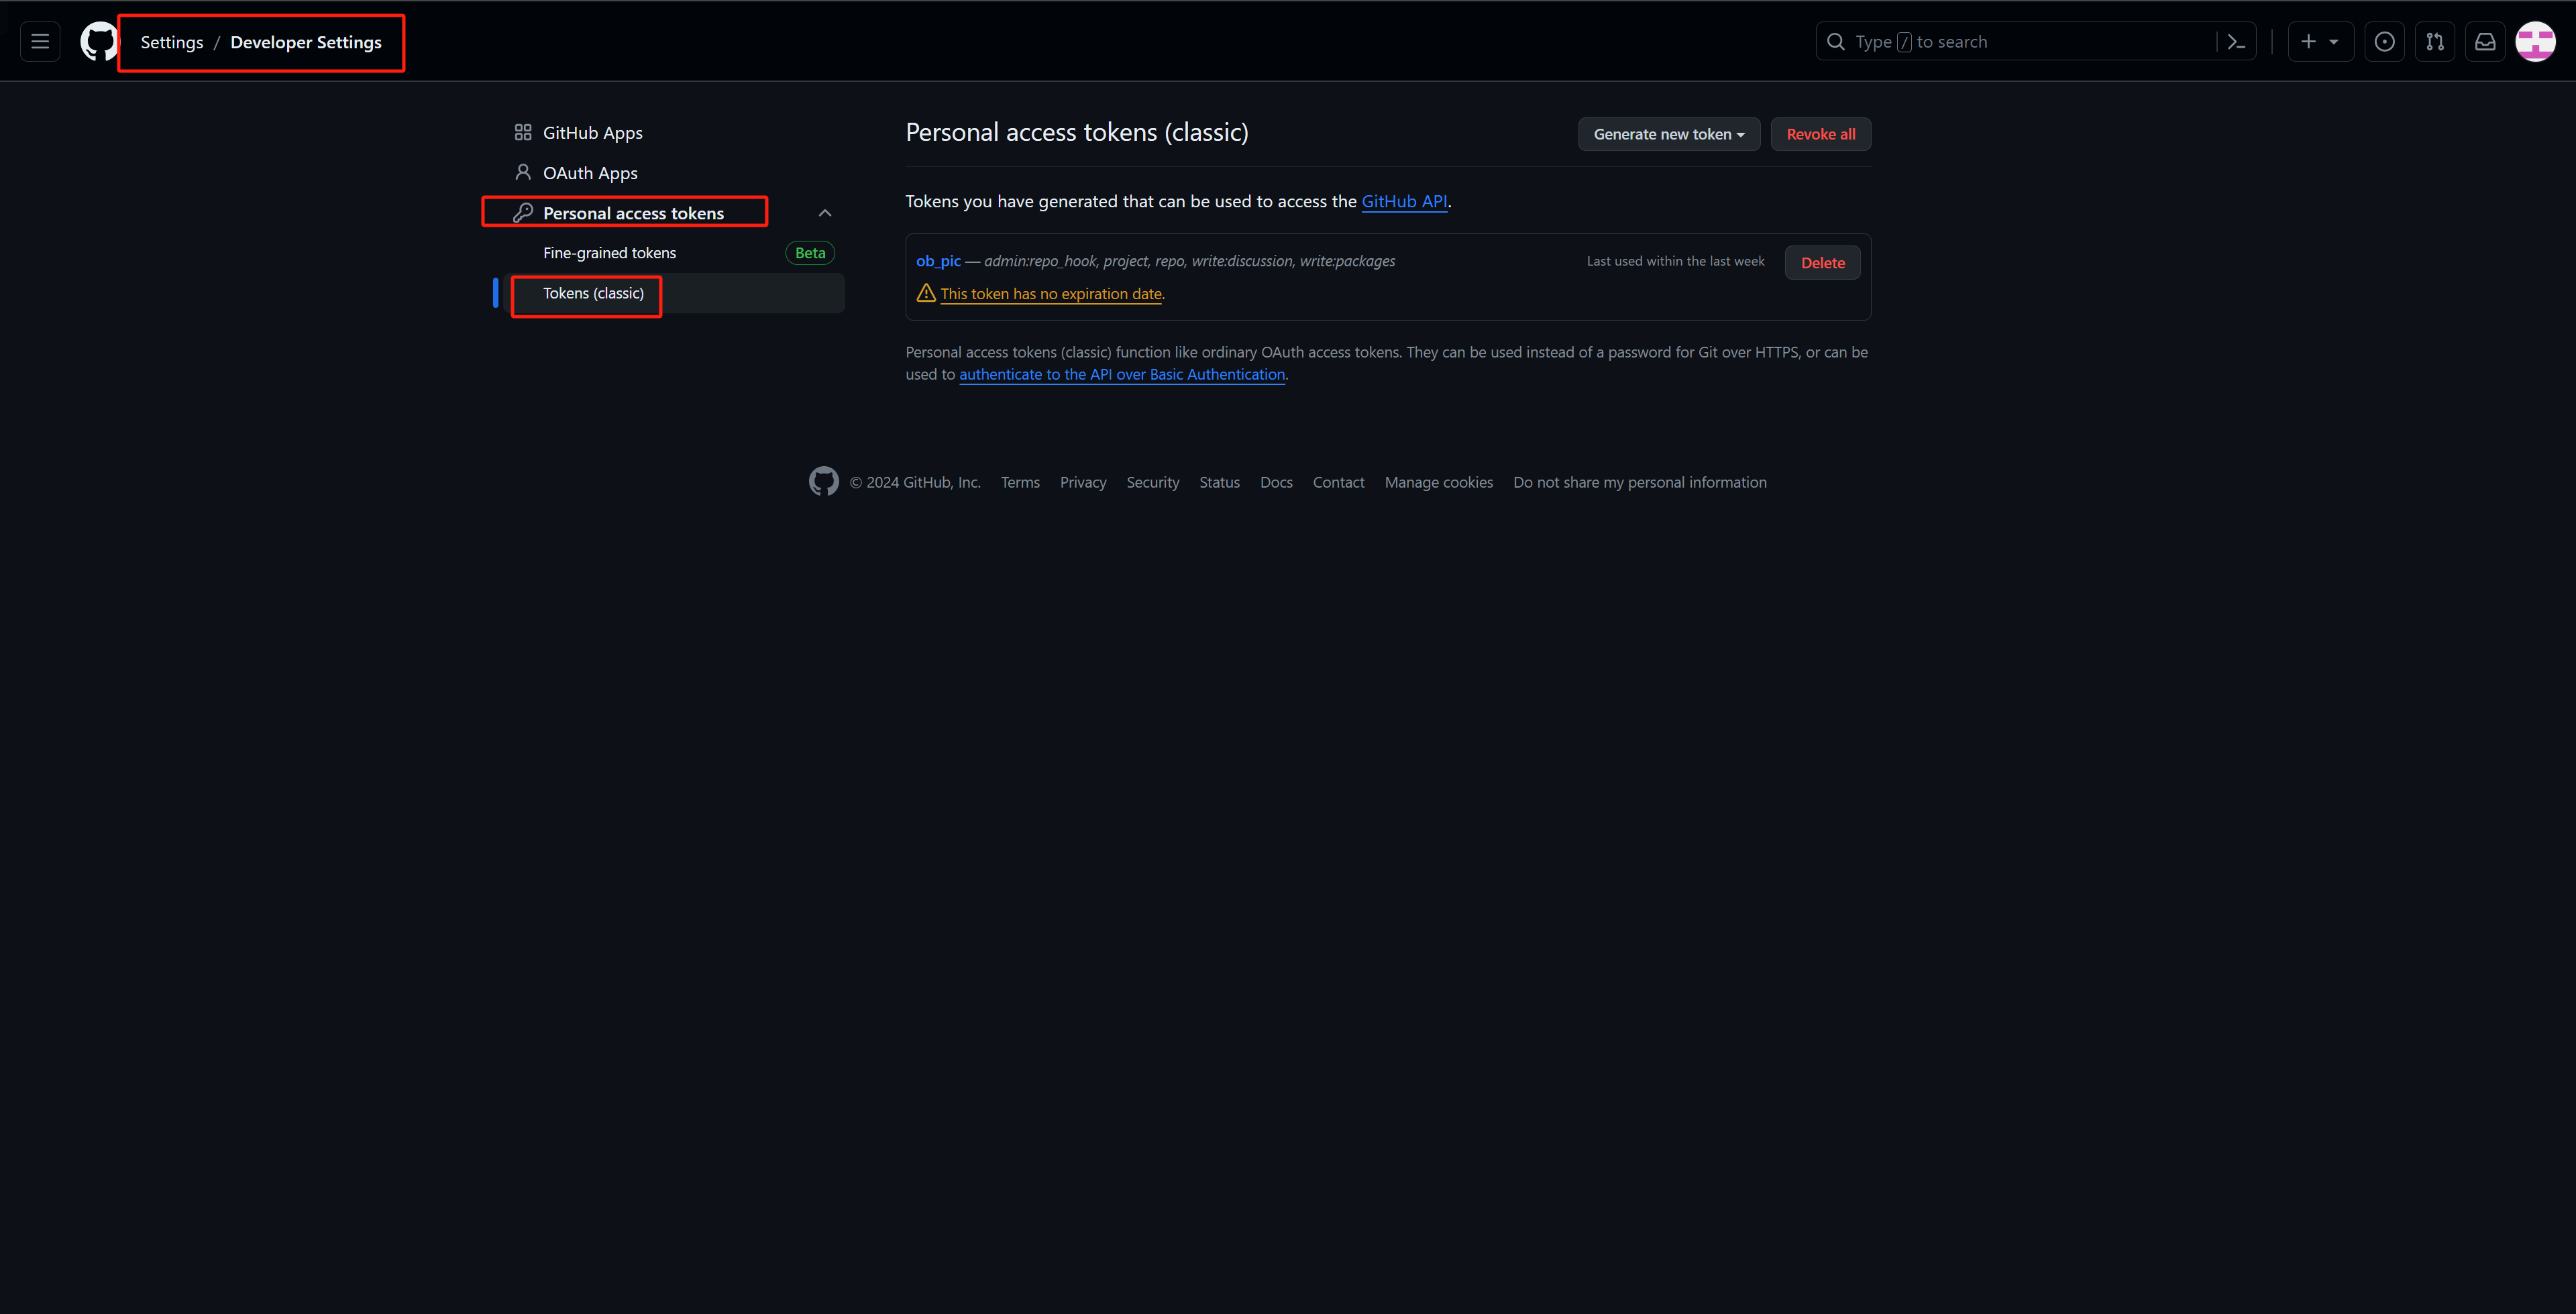 Settings / Developer Settings
Type / to search
GitHub Apps
OAuth Apps
Personal access tokens
Fine-grained tokens Beta
Tokens (classic)
Personal access tokens (classic)
Generate new token
Revoke all
Tokens you have generated that can be used to access the GitHub API.
ob_pic — admin:repo_hook, project, repo, write:discussion, write:packages
Last used within the last week
Delete
This token has no expiration date.
Personal access tokens (classic) function like ordinary OAuth access tokens. They can be used instead of a password for Git over HTTPS, or can be
used to authenticate to the API over Basic Authentication.
© 2024 GitHub, Inc. Terms Privacy Security Status Docs Contact Manage cookies Do not share my personal information